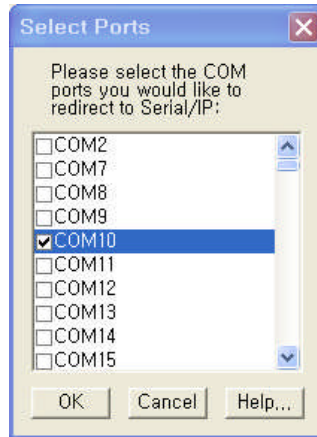 Select Ports
Please select the COM
ports you would like to
redirect to Serial/IP:
COM2
COM7
COM8
COM9
COM10
COM11
COM12
COM13
COM14
COM15
OK Cancel Help...